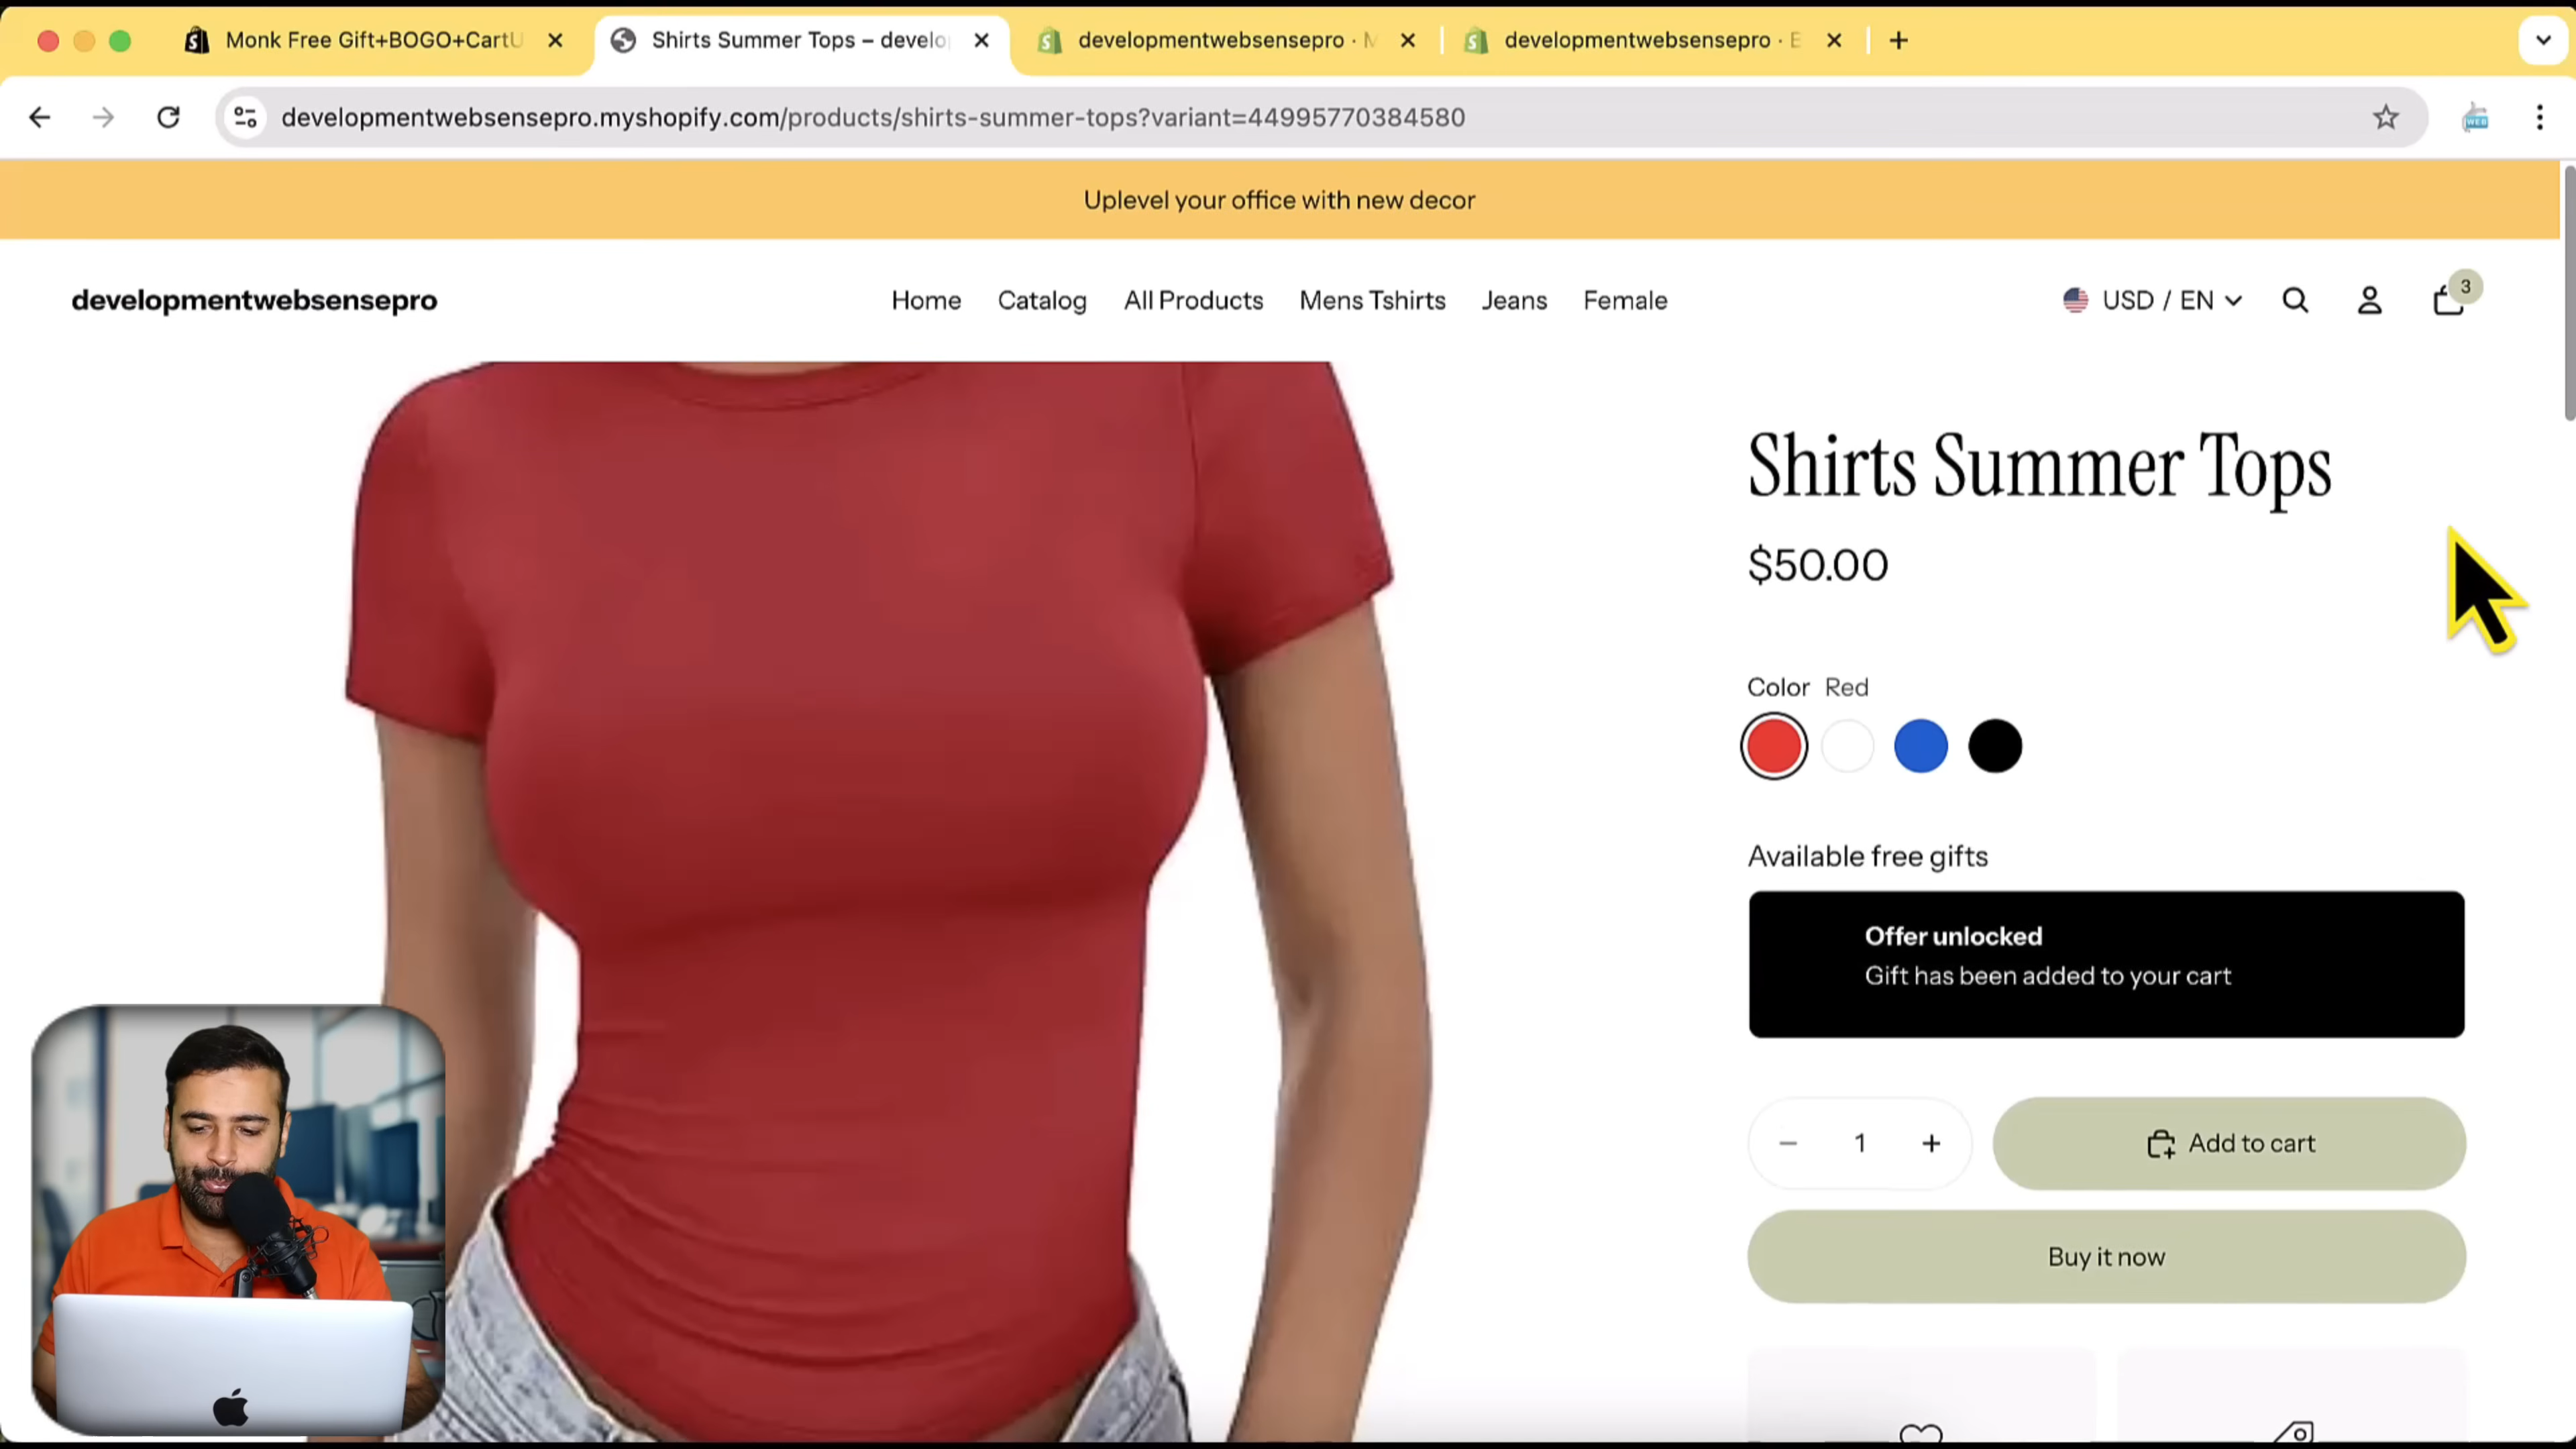 Monk Free Gift+BOGO+CartU
Shirts Summer Tops – develo
developmentwebsensepro · M
developmentwebsensepro · E
developmentwebsensepro.myshopify.com/products/shirts-summer-tops?variant=44995770384580
WEB
Uplevel your office with new decor
developmentwebsensepro
Home
Catalog
All Products
Mens Tshirts
Jeans
Female
USD / EN
3
Shirts Summer Tops
$50.00
Color Red
Available free gifts
Offer unlocked
Gift has been added to your cart
1
Add to cart
Buy it now